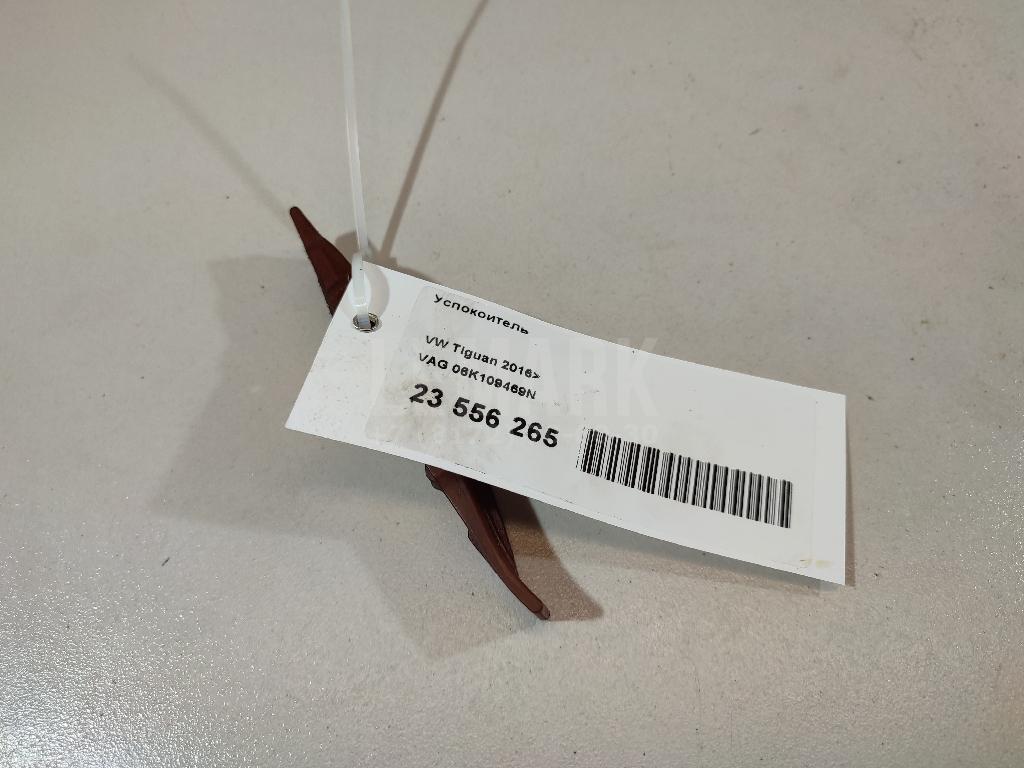 Успокоитель
VW Tiguan 2016>
VAG 06K109469N
23 556 265